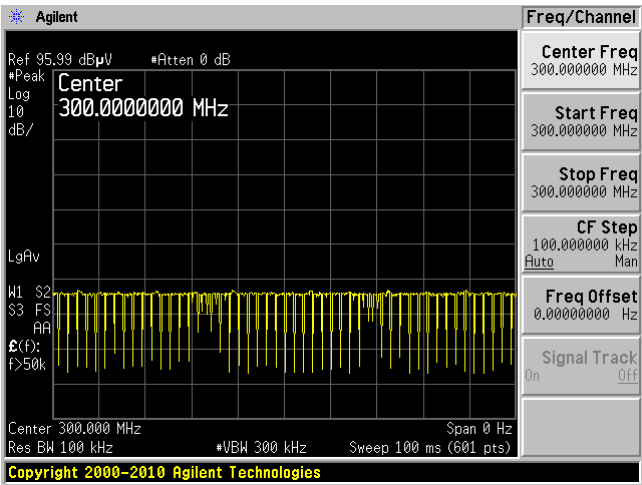 Agilent
Freq/Channel
Ref 95.99 dBµV #Atten 0 dB
#Peak
Log
10
dB/
Center
300.0000000 MHz
LgAv
W1 S2
S3 FS
AA
£(f):
f>50k
Center 300.000 MHz Span 0 Hz
Res BW 100 kHz #VBW 300 kHz Sweep 100 ms (601 pts)
Copyright 2000-2010 Agilent Technologies
Center Freq
300.000000 MHz
Start Freq
300.000000 MHz
Stop Freq
300.000000 MHz
CF Step
100.000000 kHz
Auto Man
Freq Offset
0.00000000 Hz
Signal Track
On Off